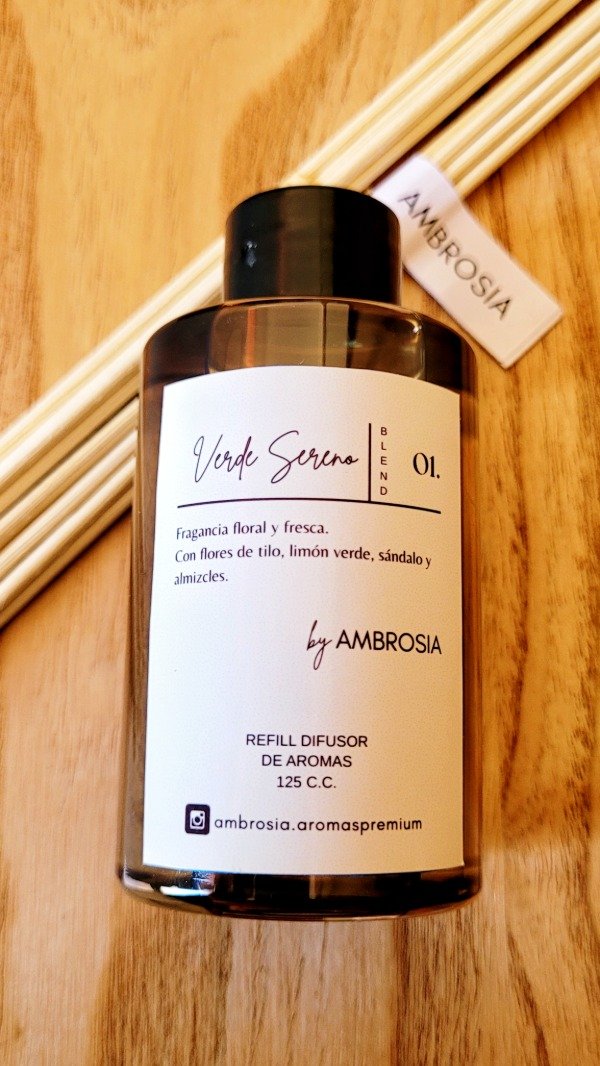 AMBROSIA
Verde Sereno
BLEND
01.
Fragancia floral y fresca.
Con flores de tilo, limón verde, sándalo y
almizcles.
by AMBROSIA
REFILL DIFUSOR
DE AROMAS
125 C.C.
ambrosia.aromaspremium